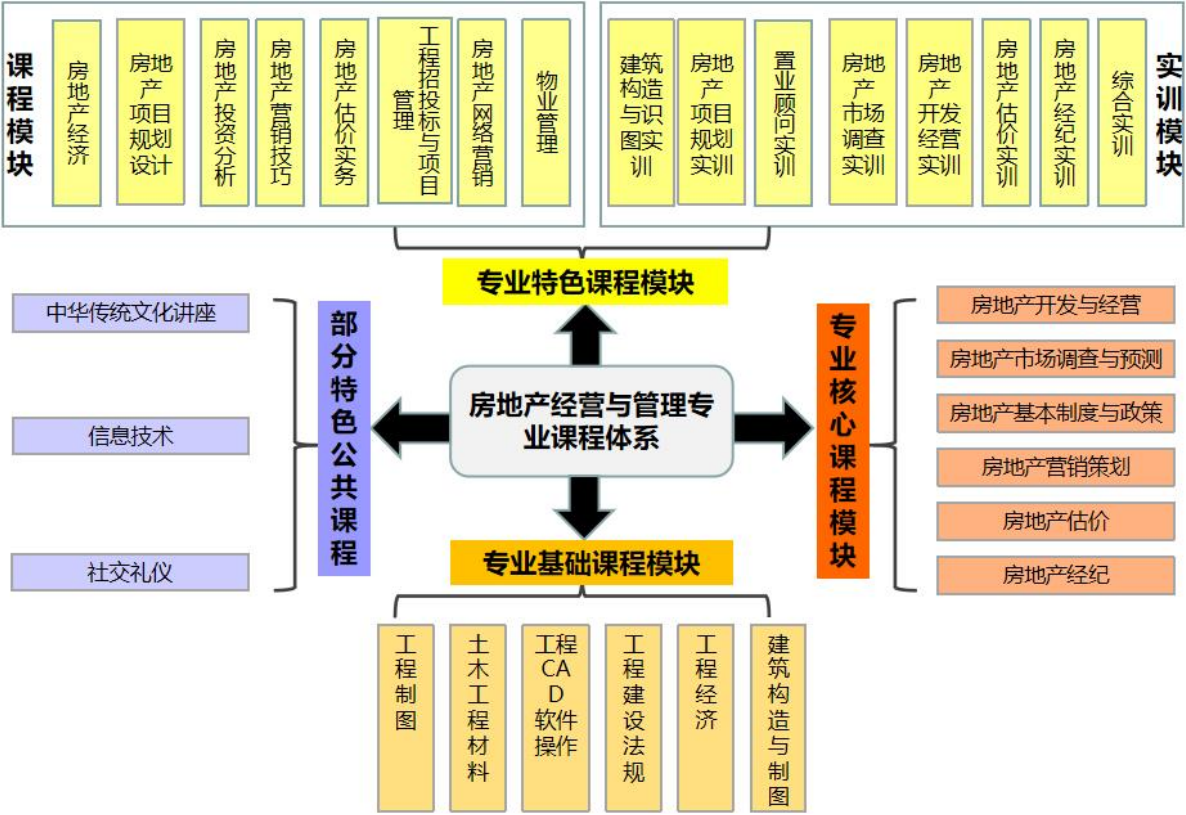 课程模块
房地产经济
房地
产
项目
规划
设计
房地产投资分析
房地产营销技巧
房地产估价实务
工程招投标与项目
管理
房地产网络营销
物业管理
建筑
构造
与识
图实
训
房地
产
项目
规划
实训
置业顾问实训
房地
产
市场
调查
实训
房地
产
开发
经营
实训
房地产估价实训
房地产经纪实训
综合实训
实训模块
专业特色课程模块
中华传统文化讲座
信息技术
社交礼仪
部分特色公共课程
房地产经营与管理专
业课程体系
专业核心课程模块
房地产开发与经营
房地产市场调查与预测
房地产基本制度与政策
房地产营销策划
房地产估价
房地产经纪
专业基础课程模块
工程制图
土木工程材料
工程
CA
D
软件
操作
工程建设法规
工程经济
建筑构造与制图